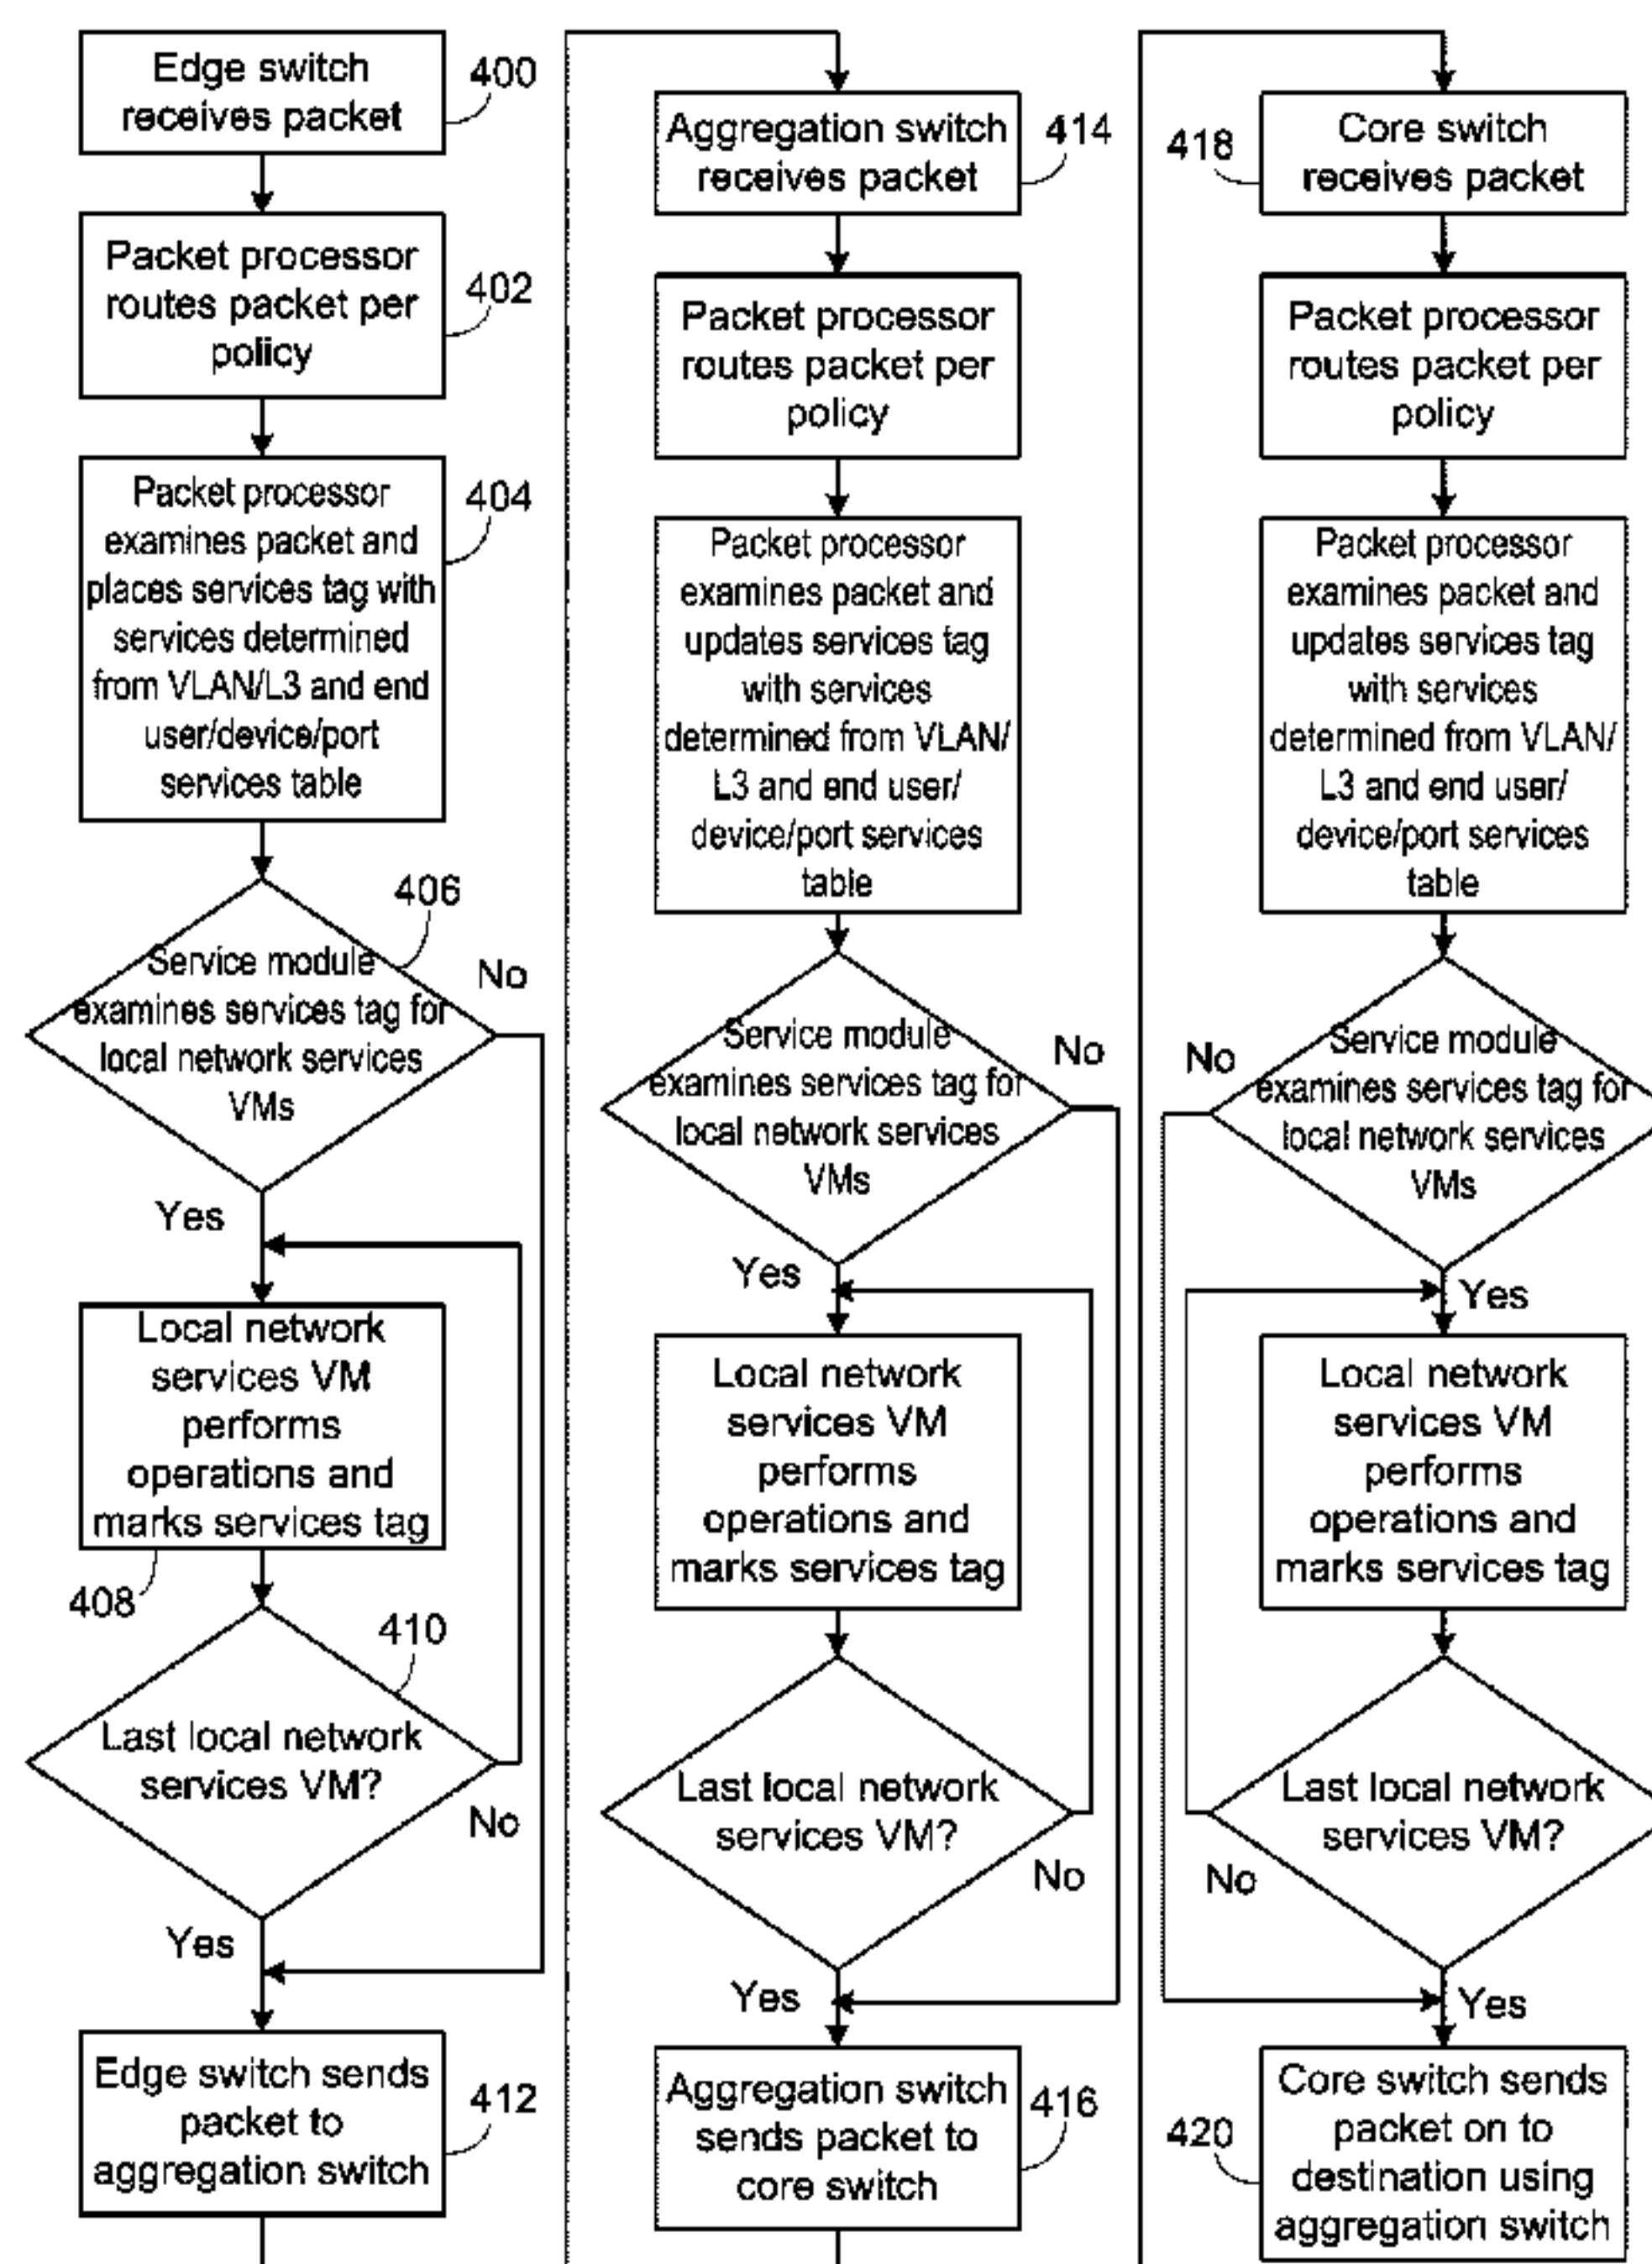 Edge switch
receives packet
400
Packet processor
routes packet per
policy
402
Packet processor
examines packet and
places services tag with
services determined
from VLAN/L3 and end
user/device/port
services table
404
406
Service module
examines services tag for
local network services
VMs
No
Yes
Local network
services VM
performs
operations and
marks services tag
408
410
Last local network
services VM?
No
Yes
Edge switch sends
packet to
aggregation switch
412
Aggregation switch
receives packet
414
Packet processor
routes packet per
policy
Packet processor
examines packet and
updates services tag
with services
determined from VLAN/
L3 and end user/
device/port services
table
Service module
examines services tag for
local network services
VMs
No
Yes
Local network
services VM
performs
operations and
marks services tag
Last local network
services VM?
No
Yes
Aggregation switch
sends packet to
core switch
416
418
Core switch
receives packet
Packet processor
routes packet per
policy
Packet processor
examines packet and
updates services tag
with services
determined from VLAN/
L3 and end user/
device/port services
table
No
Service module
examines services tag for
local network services
VMs
Yes
Local network
services VM
performs
operations and
marks services tag
Last local network
services VM?
No
Yes
420
Core switch sends
packet on to
destination using
aggregation switch